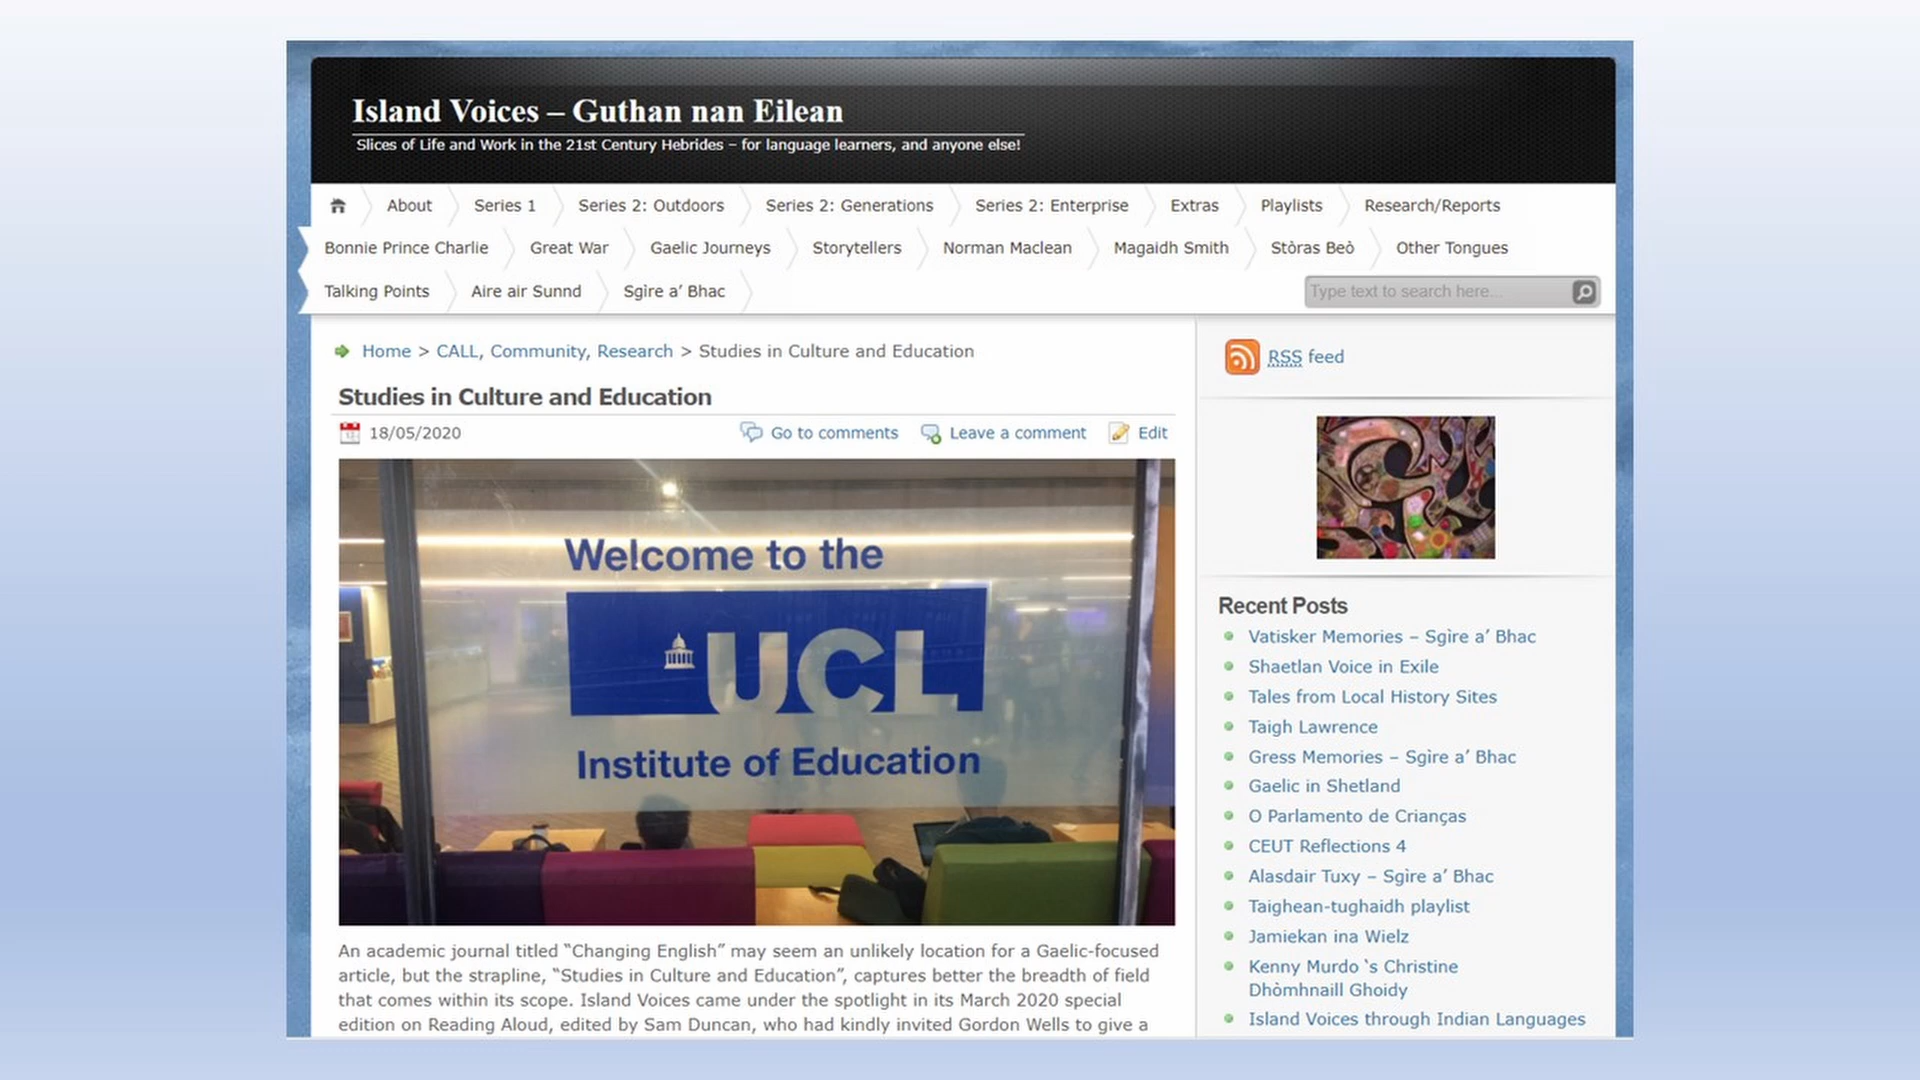 Island Voices – Guthan nan Eilean
Slices of Life and Work in the 21st Century Hebrides – for language learners, and anyone else!
About
Series 1
Series 2: Outdoors
Series 2: Generations
Series 2: Enterprise
Extras
Playlists
Research/Reports
Bonnie Prince Charlie
Great War
Gaelic Journeys
Storytellers
Norman Maclean
Magaidh Smith
Stòras Beò
Other Tongues
Talking Points
Aire air Sunnd
Sgìre a’ Bhac
Type text to search here...
Home > CALL, Community, Research > Studies in Culture and Education
Studies in Culture and Education
18/05/2020
Go to comments
Leave a comment
Edit
Welcome to the
UCL
Institute of Education
An academic journal titled “Changing English” may seem an unlikely location for a Gaelic-focused
article, but the strapline, “Studies in Culture and Education”, captures better the breadth of field
that comes within its scope. Island Voices came under the spotlight in its March 2020 special
edition on Reading Aloud, edited by Sam Duncan, who had kindly invited Gordon Wells to give a
RSS feed
Recent Posts
Vatisker Memories – Sgìre a’ Bhac
Shaetlan Voice in Exile
Tales from Local History Sites
Taigh Lawrence
Gress Memories – Sgìre a’ Bhac
Gaelic in Shetland
O Parlamento de Crianças
CEUT Reflections 4
Alasdair Tuxy – Sgìre a’ Bhac
Taighean-tughaidh playlist
Jamiekan ina Wielz
Kenny Murdo ‘s Christine
Dhòmhnaill Ghoidy
Island Voices through Indian Languages